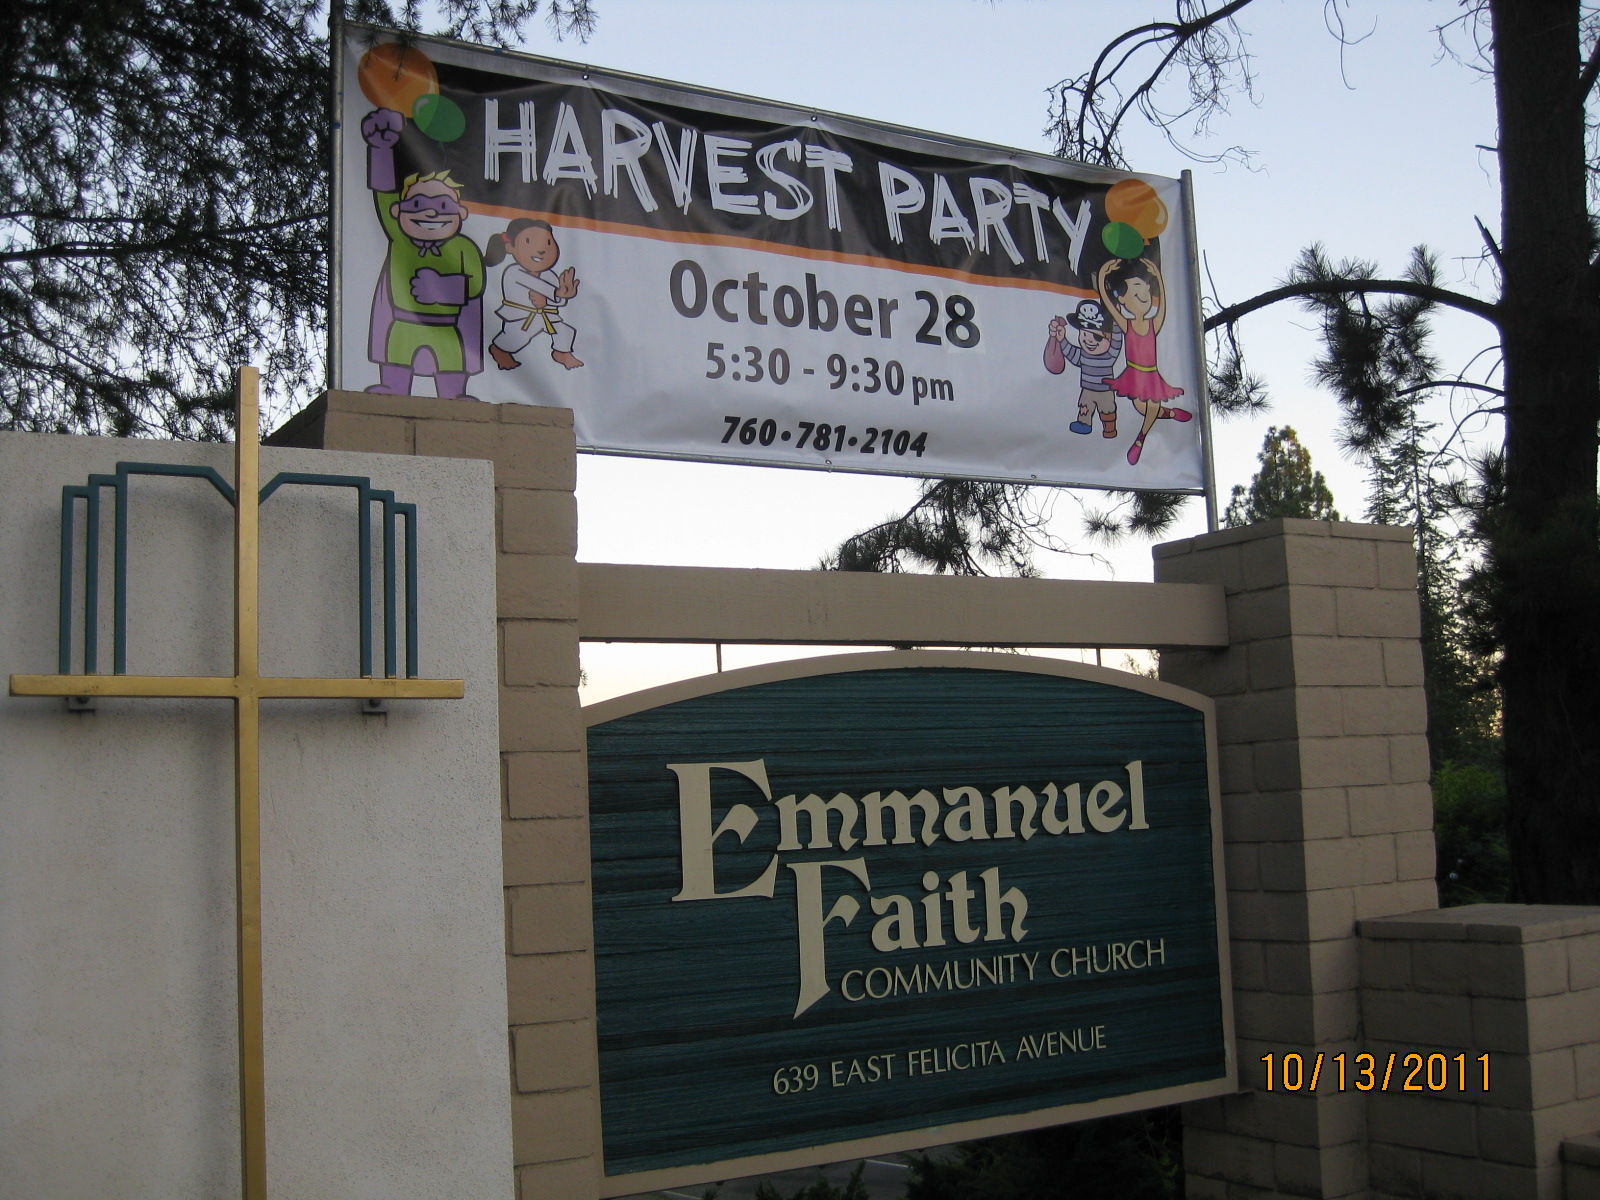 HARVEST PARTY
October 28
5:30 - 9:30 pm
760•781•2104
Emmanuel
Faith
COMMUNITY CHURCH
639 EAST FELICITA AVENUE
10/13/2011